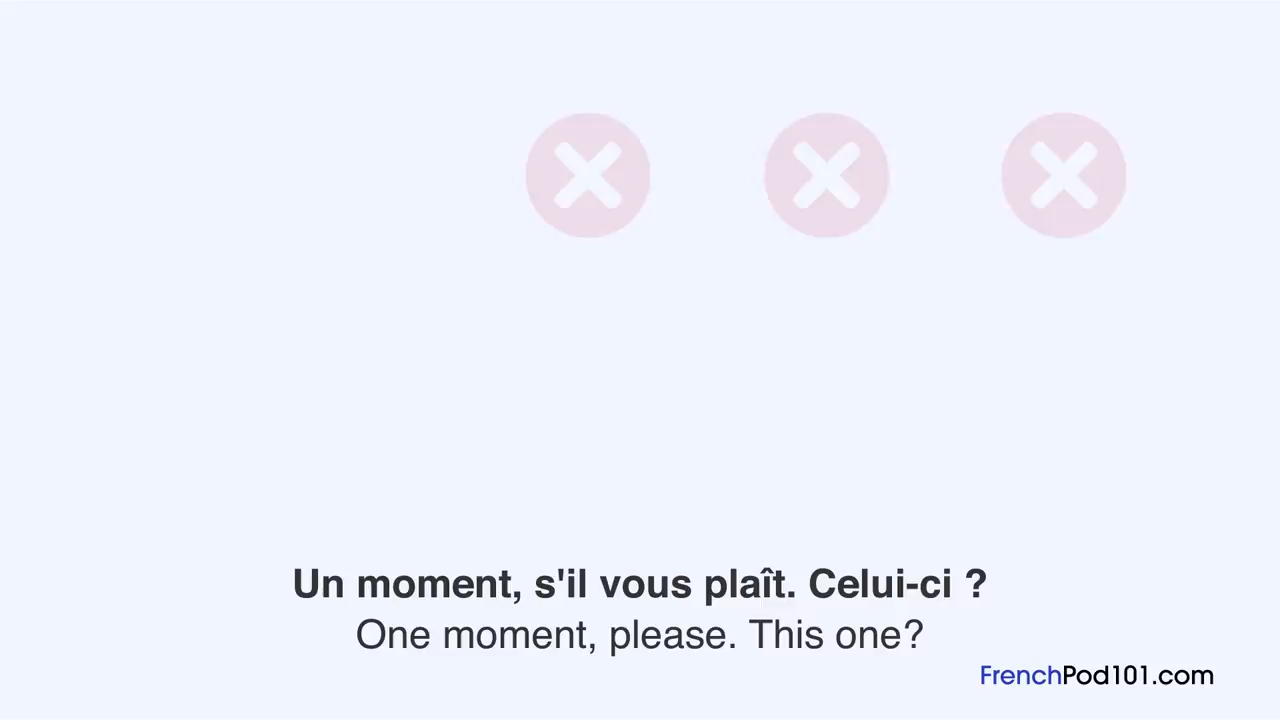 Un moment, s'il vous plaît. Celui-ci ?
One moment, please. This one?
FrenchPod101.com